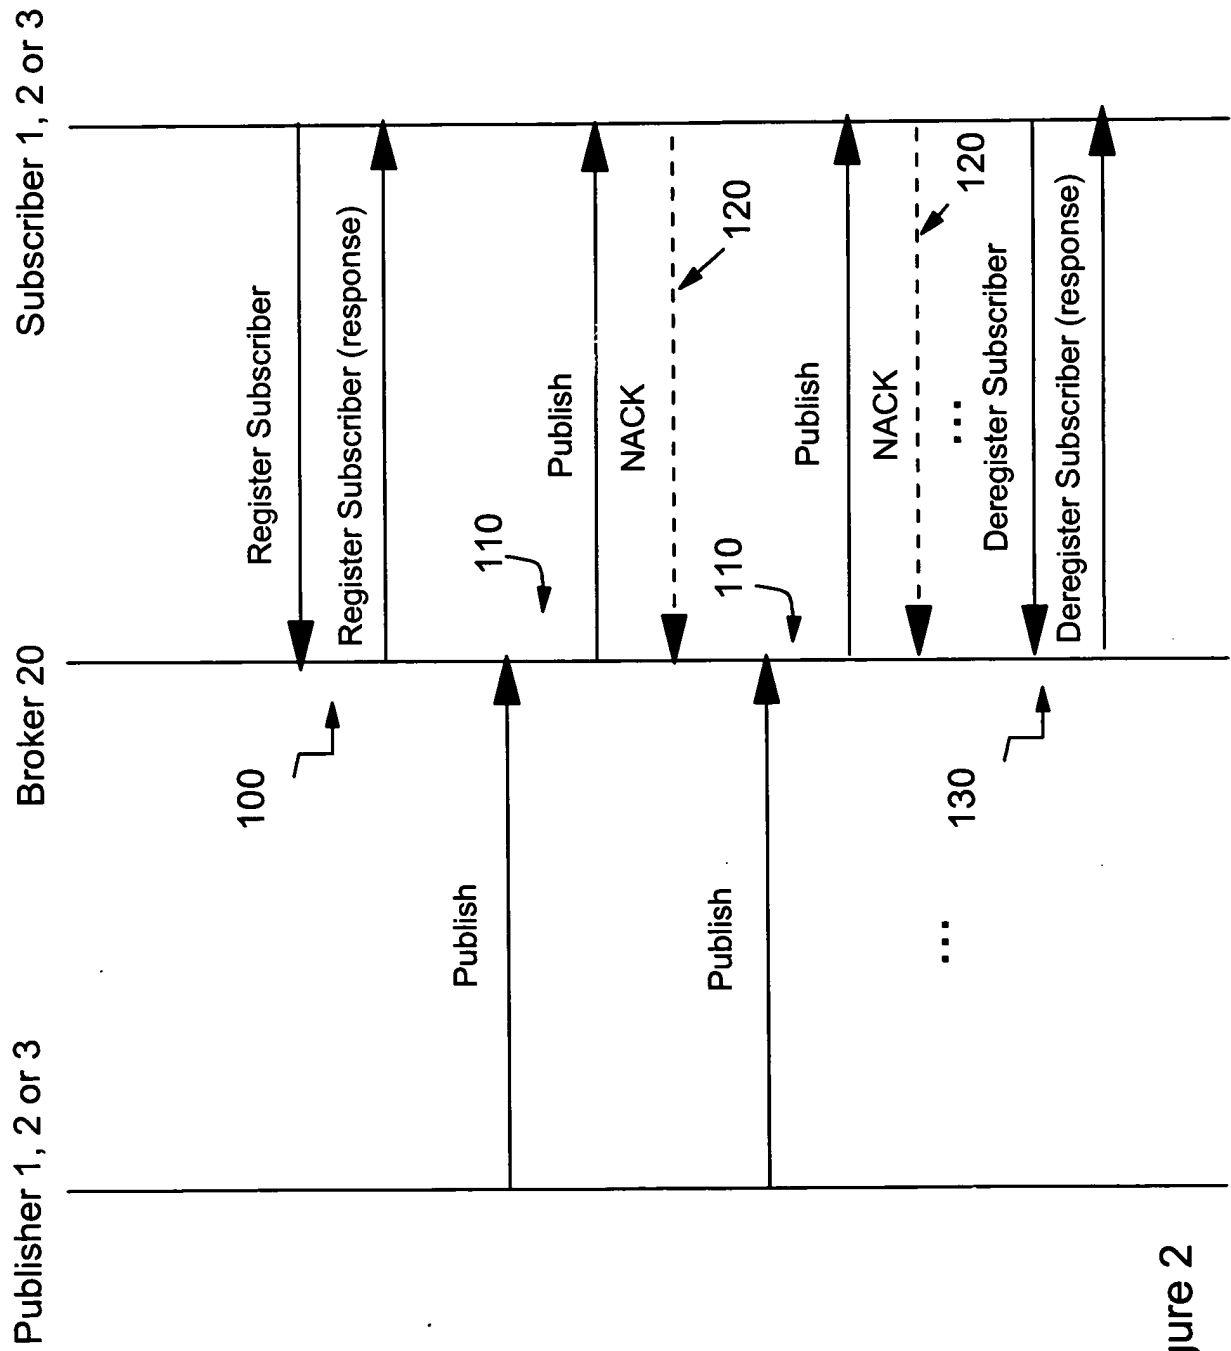 Publisher 1, 2 or 3
Broker 20
Subscriber 1, 2 or 3
Register Subscriber
100
Register Subscriber (response)
Publish
110
Publish
NACK
120
Publish
110
Publish
NACK
120
...
...
Deregister Subscriber
130
Deregister Subscriber (response)
gure 2